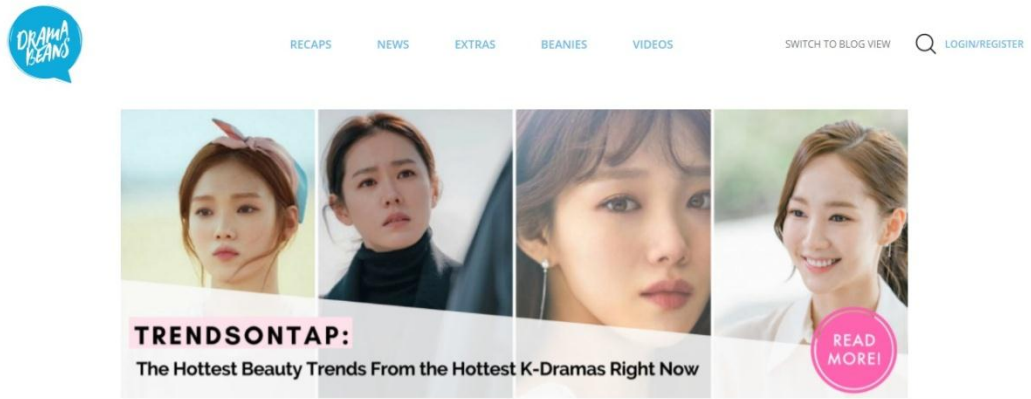 DRAMA
BEANS
RECAPS
NEWS
EXTRAS
BEANIES
VIDEOS
SWITCH TO BLOG VIEW
LOGIN/REGISTER
TRENDSONTAP:
The Hottest Beauty Trends From the Hottest K-Dramas Right Now
READ
MORE!